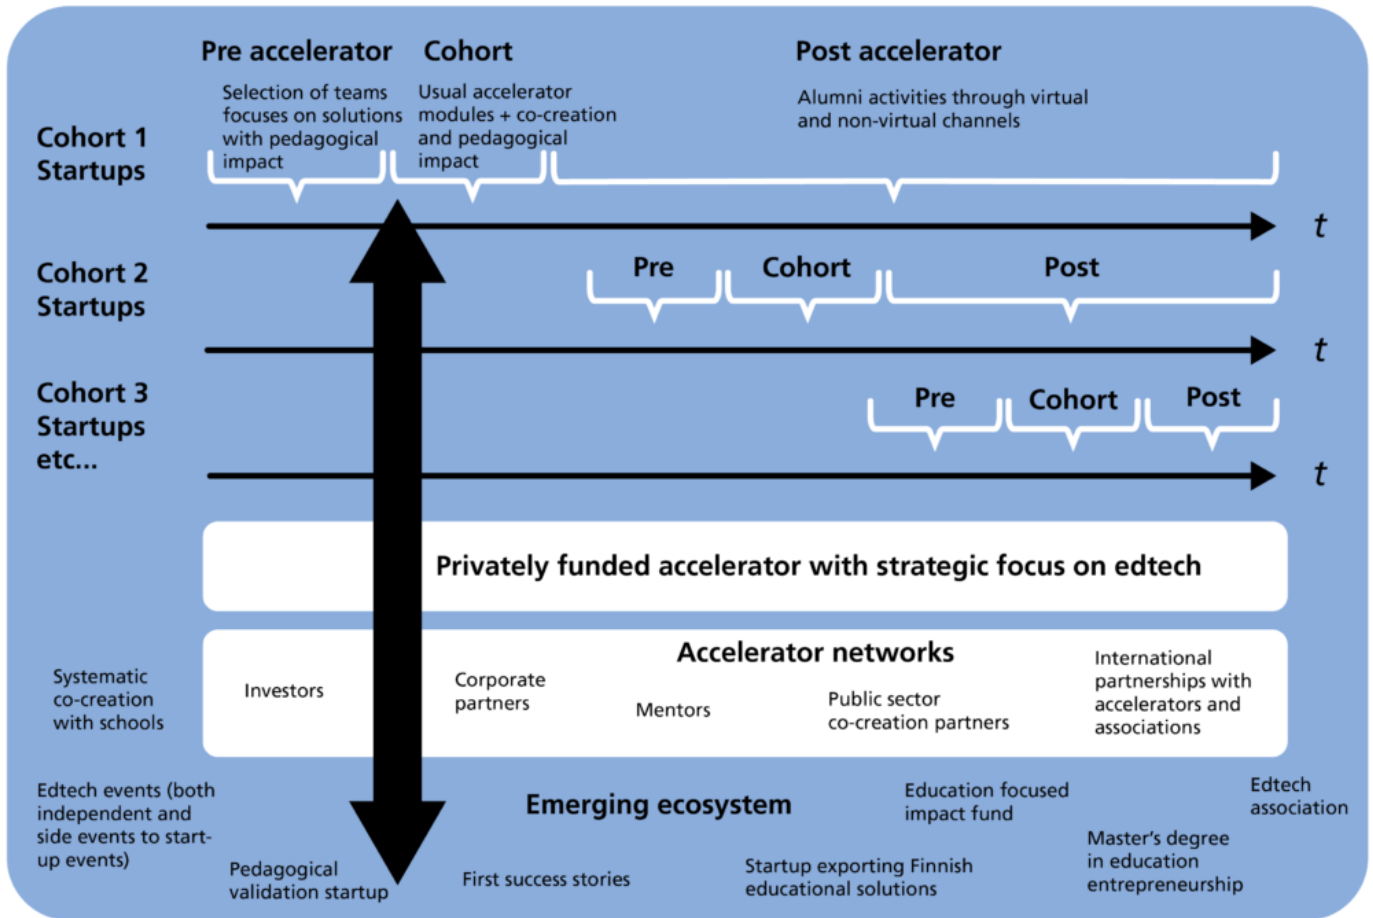 Pre accelerator
Cohort
Post accelerator
Selection of teams
focuses on solutions
with pedagogical
impact
Usual accelerator
modules + co-creation
and pedagogical
impact
Alumni activities through virtual
and non-virtual channels
Cohort 1
Startups
t
Cohort 2
Startups
Pre
Cohort
Post
t
Cohort 3
Startups
etc...
Pre
Cohort
Post
t
Privately funded accelerator with strategic focus on edtech
Accelerator networks
Systematic
co-creation
with schools
Investors
Corporate
partners
Mentors
Public sector
co-creation partners
International
partnerships with
accelerators and
associations
Edtech events (both
independent and
side events to start-
up events)
Emerging ecosystem
Education focused
impact fund
Edtech
association
Pedagogical
validation startup
First success stories
Startup exporting Finnish
educational solutions
Master's degree
in education
entrepreneurship